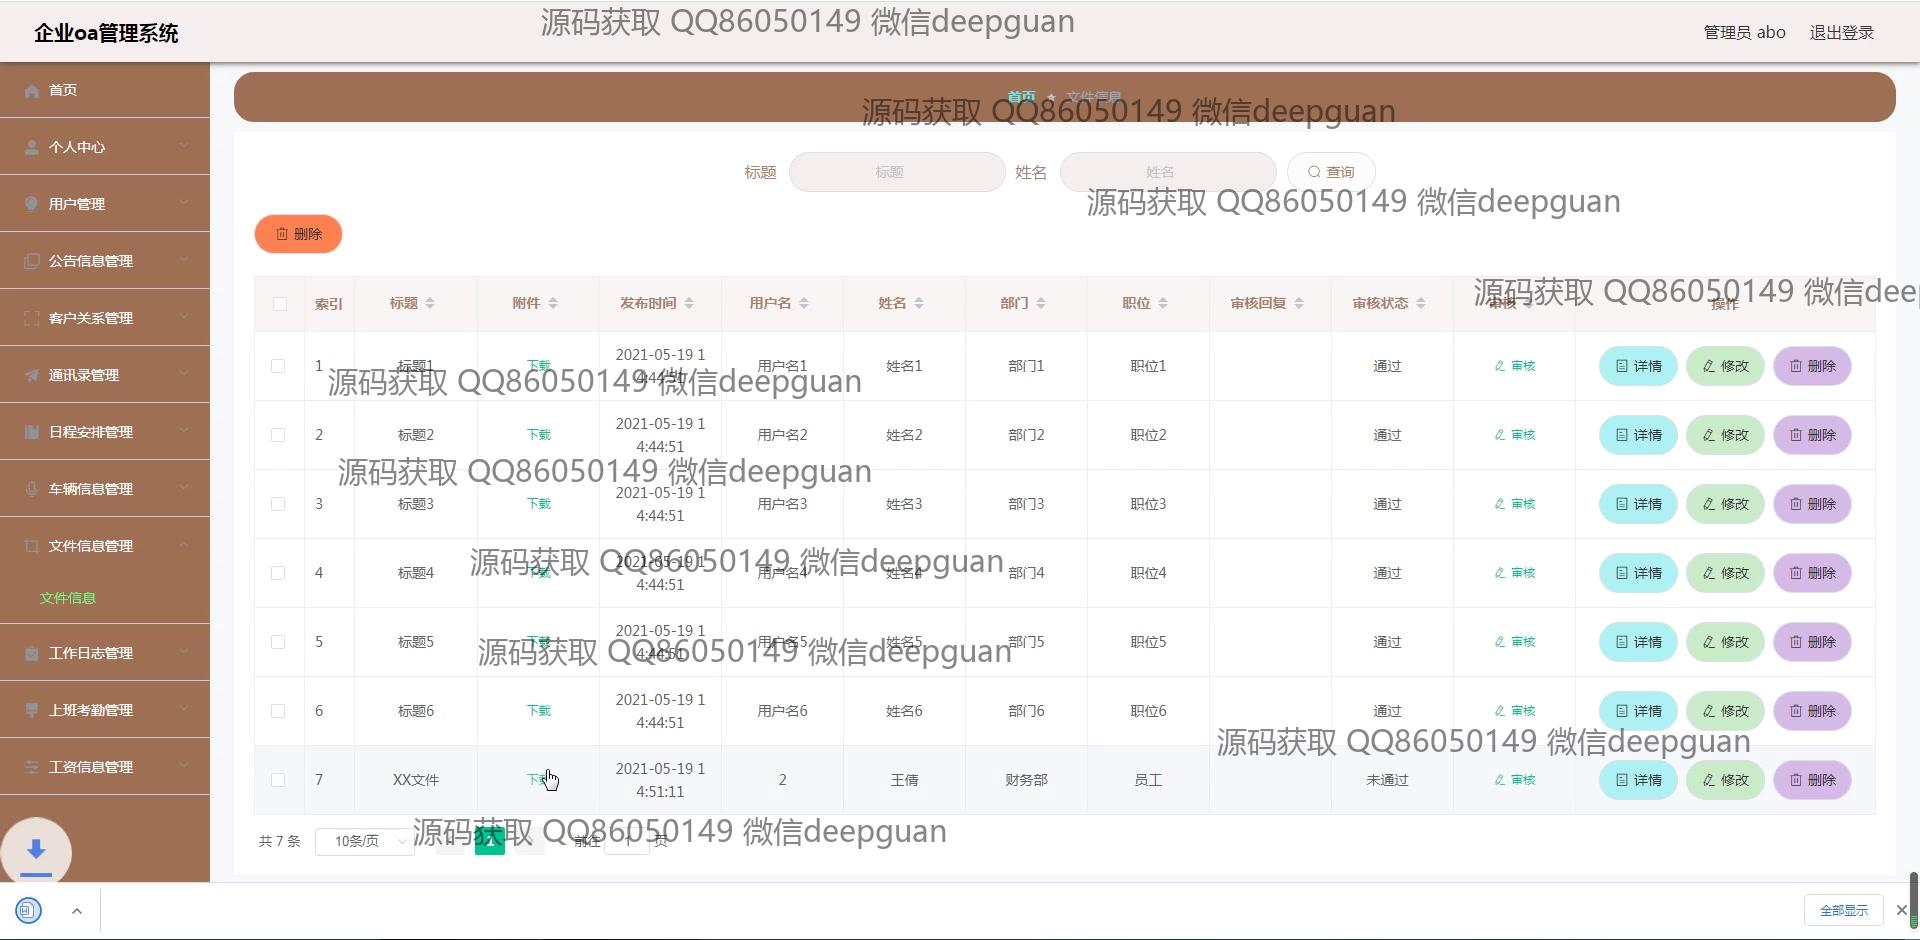 企业oa管理系统
源码获取 QQ86050149 微信deepguan
管理员 abo 退出登录
首页
个人中心
用户管理
公告信息管理
客户关系管理
通讯录管理
日程安排管理
车辆信息管理
文件信息管理
文件信息
工作日志管理
上班考勤管理
工资信息管理
首页 ★ 文件信息
源码获取 QQ86050149 微信deepguan
标题 标题 姓名 姓名 查询
源码获取 QQ86050149 微信deepguan
删除
源码获取 QQ86050149 微信deepguan
索引 标题 附件 发布时间 用户名 姓名 部门 职位 审核回复 审核状态 审核 操作
1 标题1 下载 2021-05-19 1
4:44:51 用户名1 姓名1 部门1 职位1 通过 审核 详情 修改 删除
源码获取 QQ86050149 微信deepguan
2 标题2 下载 2021-05-19 1
4:44:51 用户名2 姓名2 部门2 职位2 通过 审核 详情 修改 删除
源码获取 QQ86050149 微信deepguan
3 标题3 下载 2021-05-19 1
4:44:51 用户名3 姓名3 部门3 职位3 通过 审核 详情 修改 删除
源码获取 QQ86050149 微信deepguan
4 标题4 下载 2021-05-19 1
4:44:51 用户名4 姓名4 部门4 职位4 通过 审核 详情 修改 删除
5 标题5 下载 2021-05-19 1
4:44:51 用户名5 姓名5 部门5 职位5 通过 审核 详情 修改 删除
源码获取 QQ86050149 微信deepguan
6 标题6 下载 2021-05-19 1
4:44:51 用户名6 姓名6 部门6 职位6 通过 审核 详情 修改 删除
源码获取 QQ86050149 微信deepguan
7 XX文件 下载 2021-05-19 1
4:51:11 2 王倩 财务部 员工 未通过 审核 详情 修改 删除
共 7 条 10条/页 1 前往 1 页
源码获取 QQ86050149 微信deepguan
全部显示